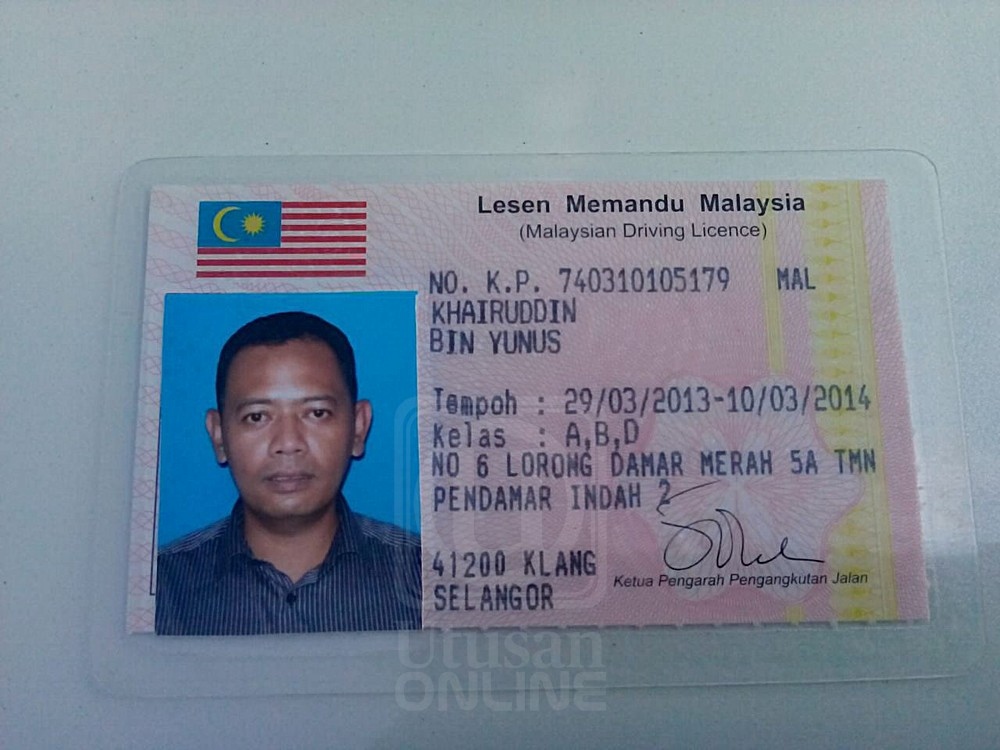 Lesen Memandu Malaysia
(Malaysian Driving Licence)
NO. K.P. 740310105179 MAL
KHAIRUDDIN
BIN YUNUS
Tempoh : 29/03/2013-10/03/2014
Kelas : A,B,D
NO 6 LORONG DAMAR MERAH 5A TMN
PENDAMAR INDAH 2
41200 KLANG
SELANGOR
Ketua Pengarah Pengangkutan Jalan
Utusan
ONLINE